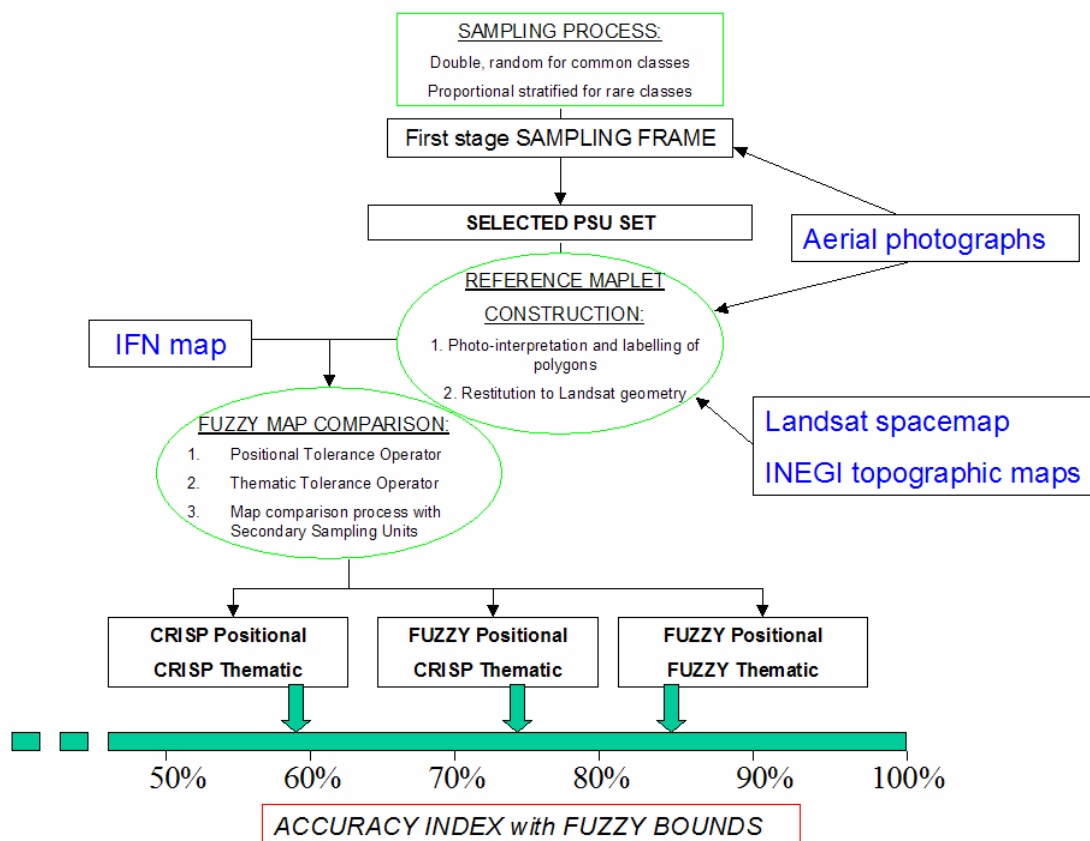 SAMPLING PROCESS:
Double, random for common classes
Proportional stratified for rare classes
First stage SAMPLING FRAME
SELECTED PSU SET
Aerial photographs
REFERENCE MAPLET
CONSTRUCTION:
1. Photo-interpretation and labelling of
polygons
2. Restitution to Landsat geometry
IFN map
Landsat spacemap
INEGI topographic maps
FUZZY MAP COMPARISON:
1. Positional Tolerance Operator
2. Thematic Tolerance Operator
3. Map comparison process with
Secondary Sampling Units
CRISP Positional
CRISP Thematic
FUZZY Positional
CRISP Thematic
FUZZY Positional
FUZZY Thematic
50% 60% 70% 80% 90% 100%
ACCURACY INDEX with FUZZY BOUNDS